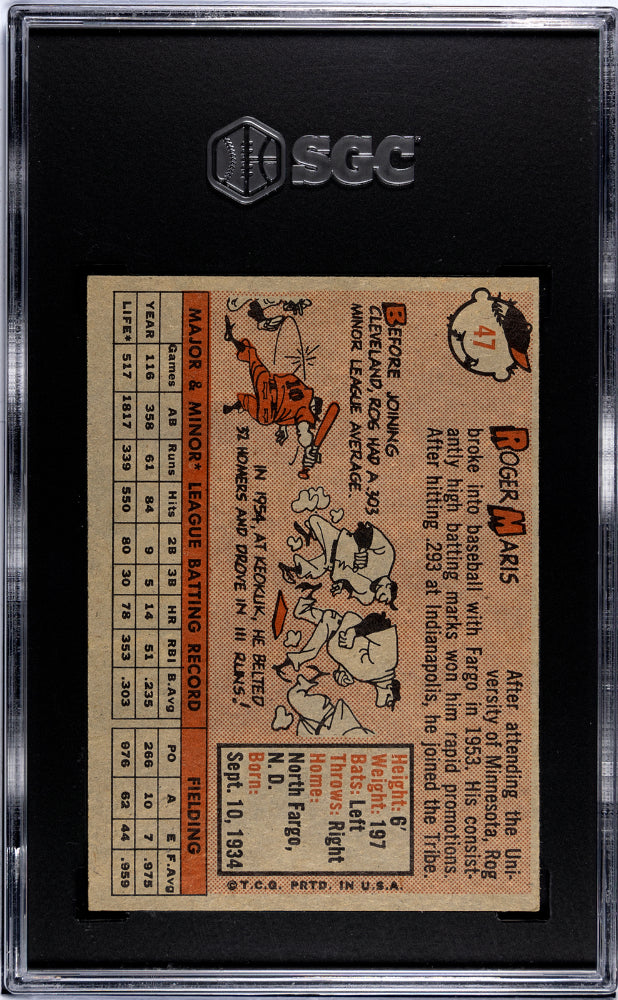 SGC
47
ROGER MARIS
After attending the Uni-
versity of Minnesota, Rog
broke into baseball with Fargo in 1953. His consist-
antly high batting marks won him rapid promotions.
After hitting .293 at Indianapolis, he joined the Tribe.
BEFORE JOINING
CLEVELAND, ROG HAD A .303
MINOR LEAGUE AVERAGE.
10
IN 1954, AT KEOKUK, HE BELTED
32 HOMERS AND DROVE IN 111 RUNS!
Height: 6'
Weight: 197
Bats: Left
Throws: Right
Home:
North Fargo,
N. D.
Born:
Sept. 10, 1934
©T.C.G. PRTD. IN U.S.A.
MAJOR & MINOR* LEAGUE BATTING RECORD FIELDING
Games AB Runs Hits 2B 3B HR RBI B.Avg PO A E F.Avg
YEAR 116 358 61 84 9 5 14 51 .235 266 10 7 .975
LIFE* 517 1817 339 550 80 30 78 353 .303 976 62 44 .959